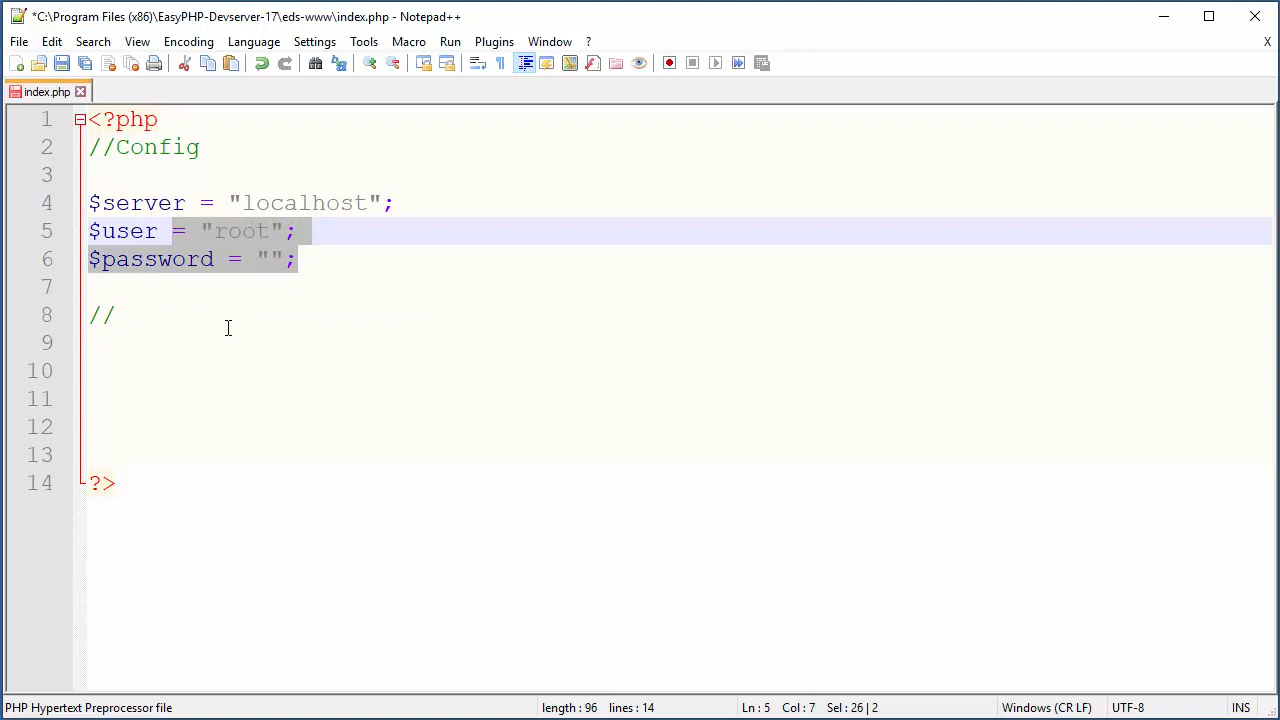 *C:\Program Files (x86)\EasyPHP-Devserver-17\eds-www\index.php - Notepad++
File Edit Search View Encoding Language Settings Tools Macro Run Plugins Window ? X
index.php
1 <?php
2 //Config
3
4 $server = "localhost";
5 $user = "root";
6 $password = "";
7
8 //
9
10
11
12
13
14 ?>
PHP Hypertext Preprocessor file length : 96 lines : 14 Ln : 5 Col : 7 Sel : 26 | 2 Windows (CR LF) UTF-8 INS